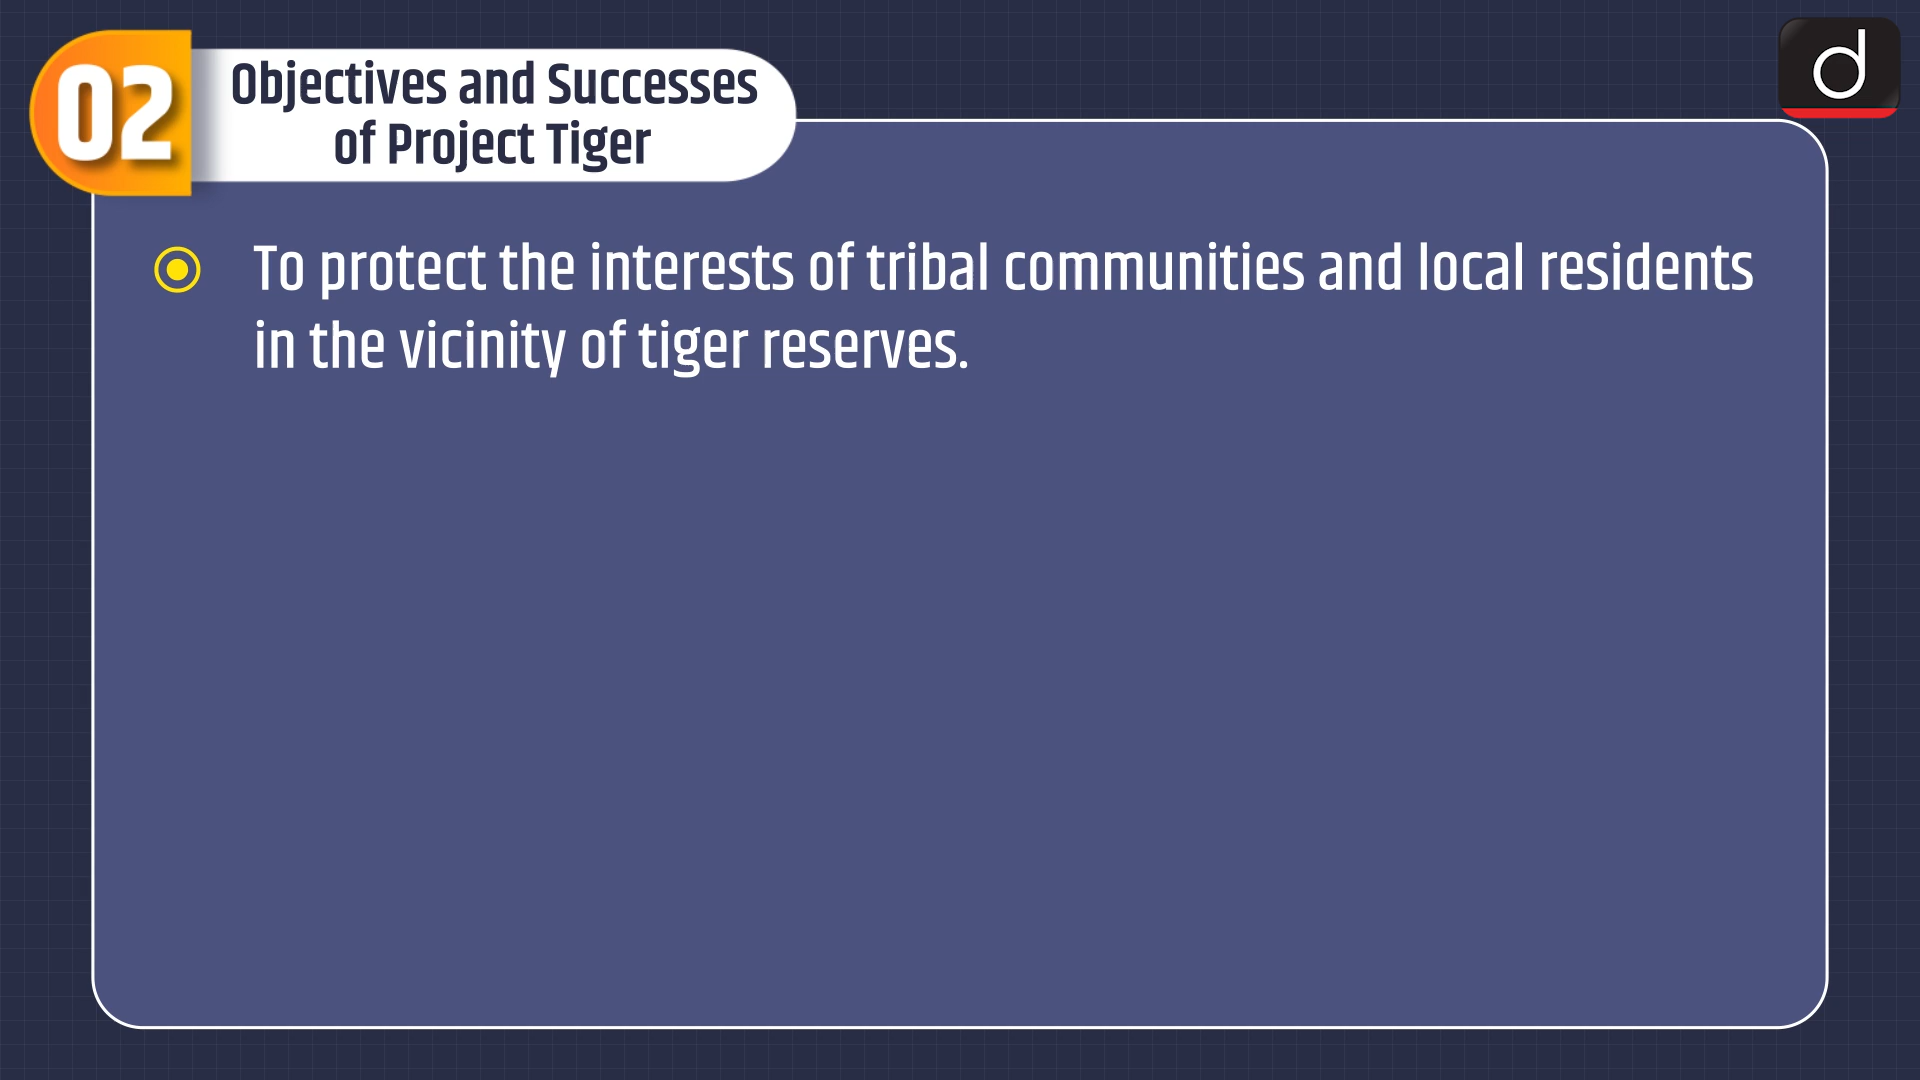 02
Objectives and Successes
of Project Tiger
d
To protect the interests of tribal communities and local residents
in the vicinity of tiger reserves.